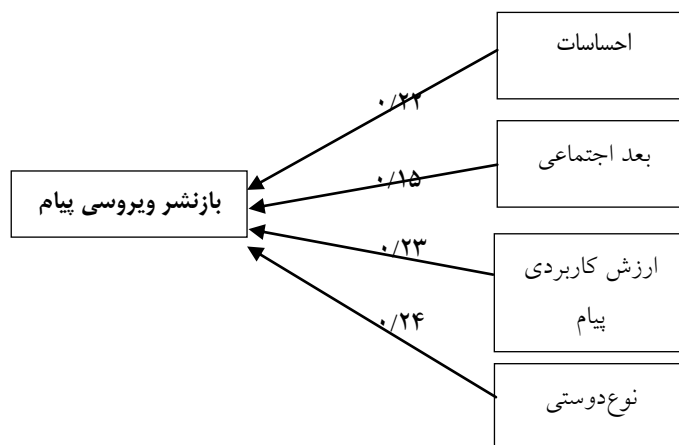 احساسات
۰/۲۲
بعد اجتماعی
۰/۱۵
بازنشر ویروسی پیام
ارزش کاربردی
پیام
۰/۲۳
۰/۲۴
نوع‌دوستی